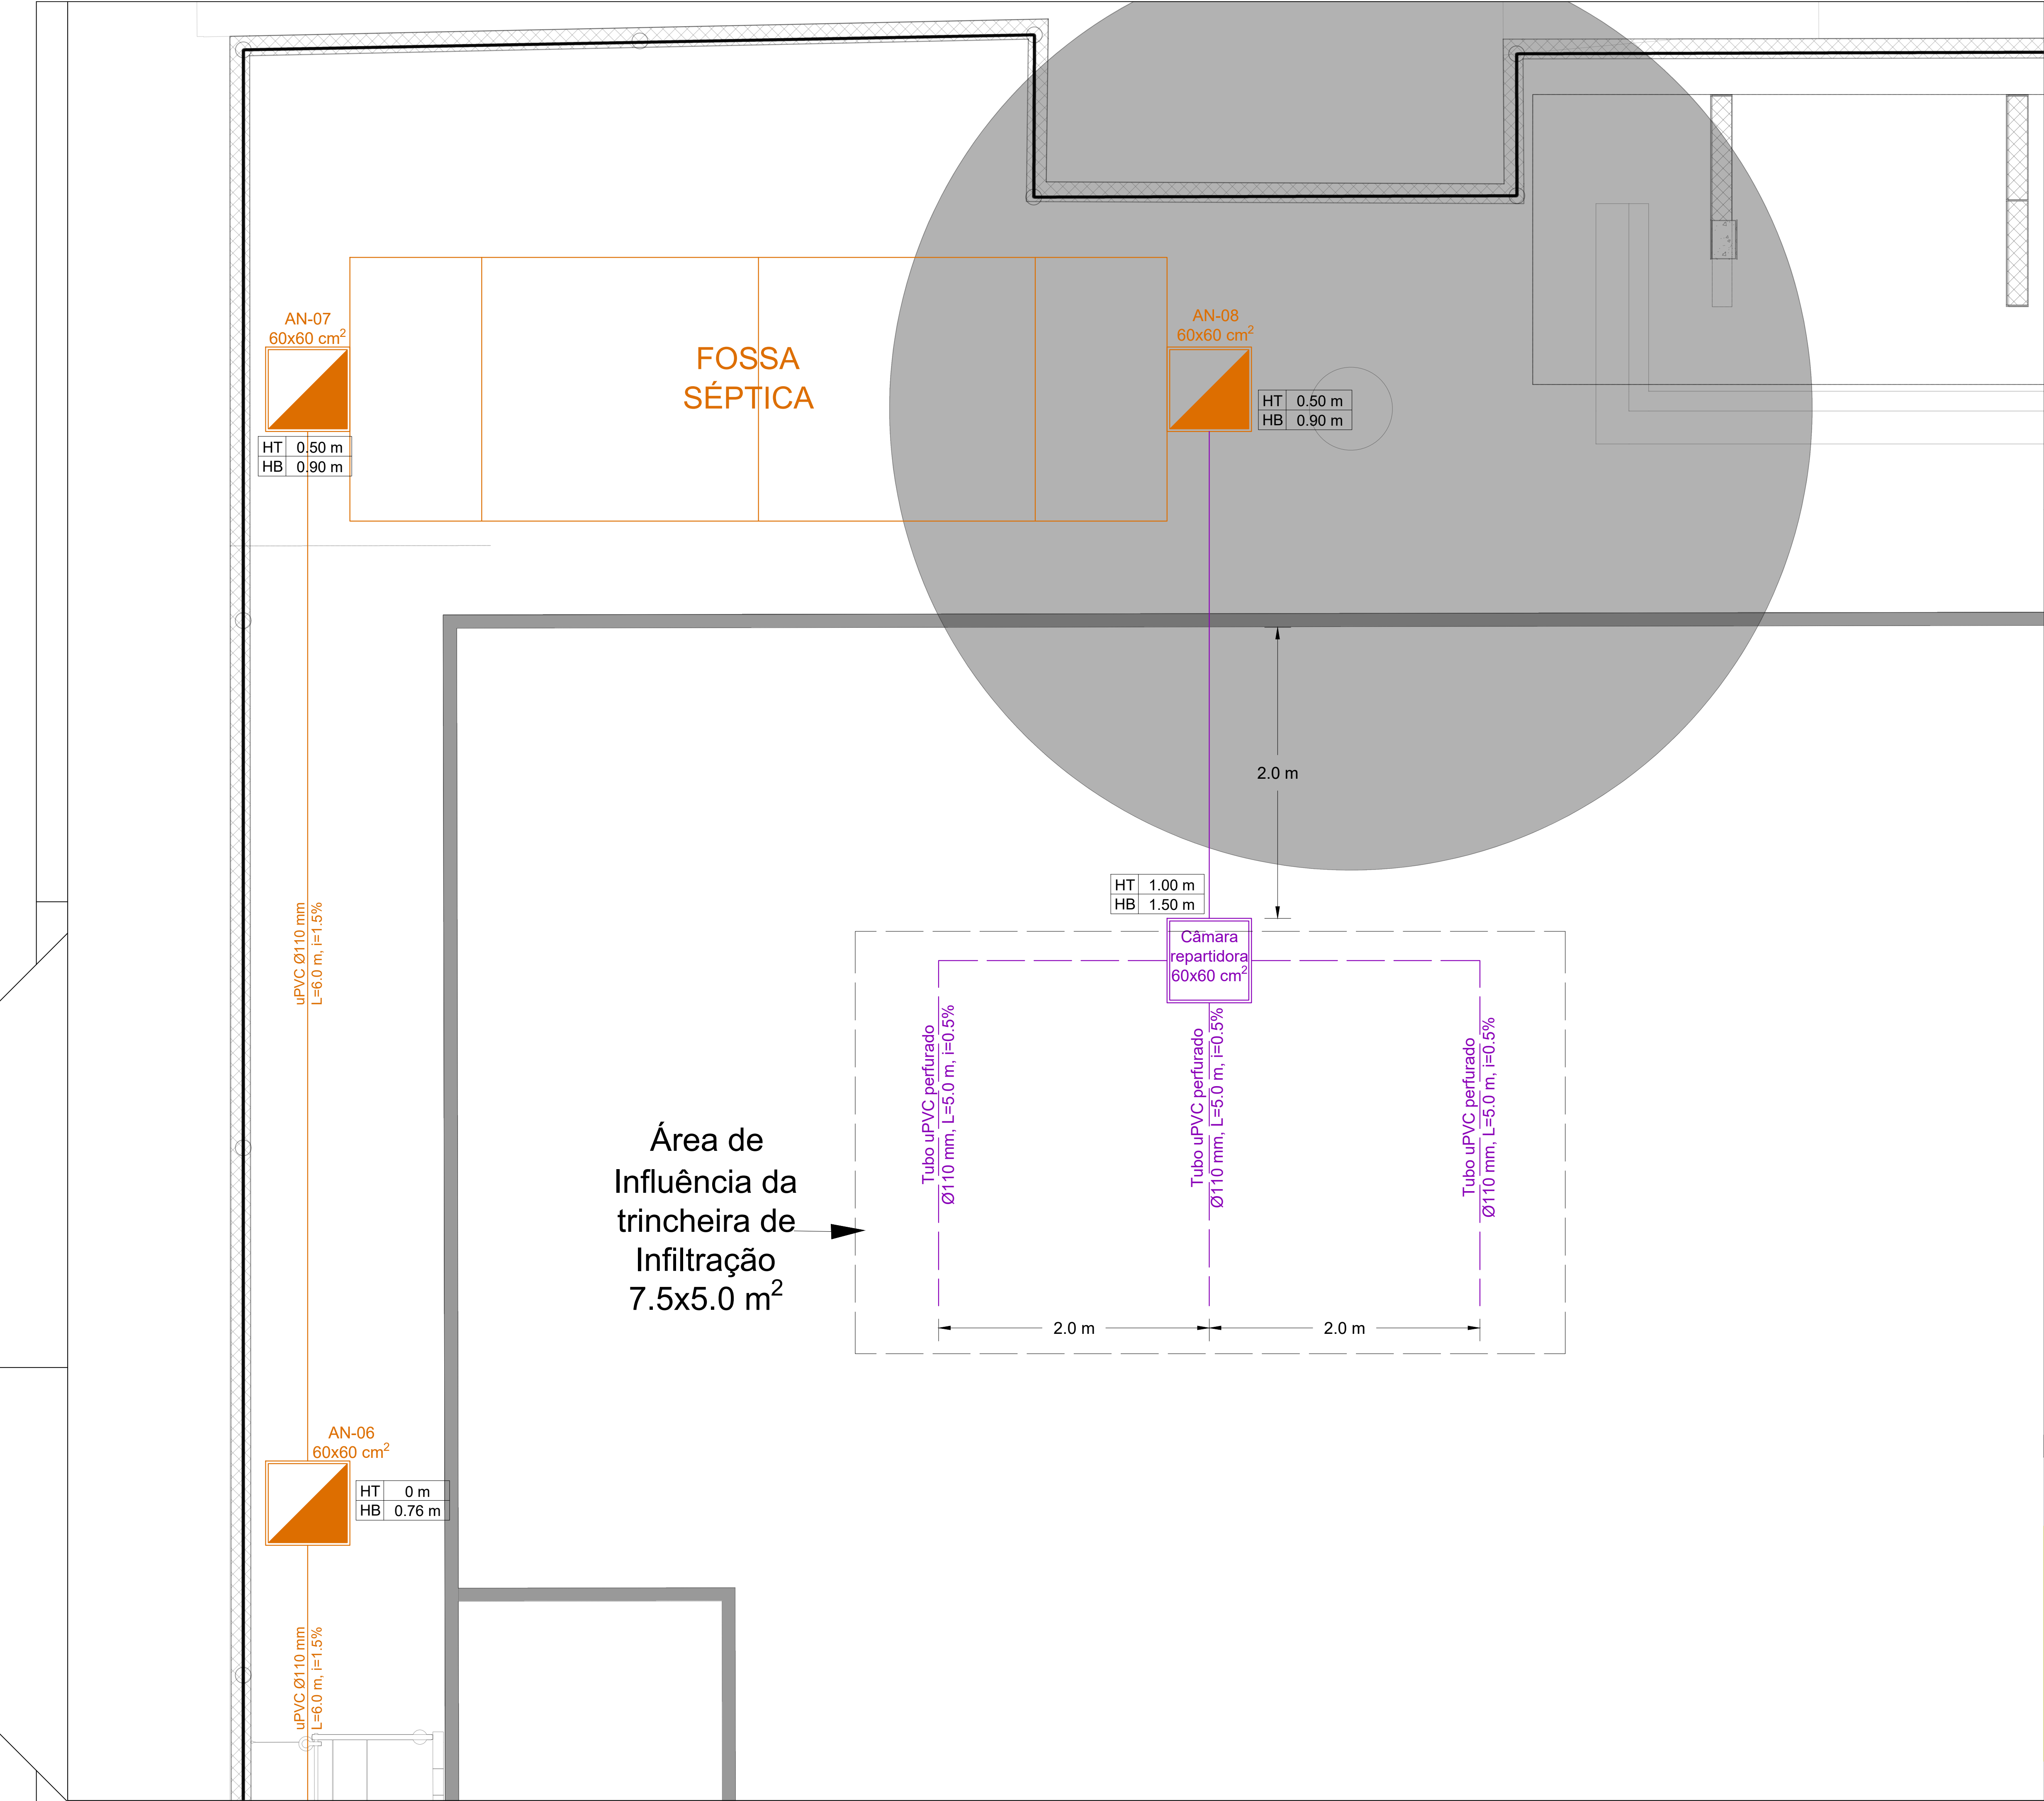 AN-07
60x60 cm²
HT 0.50 m
HB 0.90 m
FOSSA
SÉPTICA
AN-08
60x60 cm²
HT 0.50 m
HB 0.90 m
2.0 m
HT 1.00 m
HB 1.50 m
Câmara
repartidora
60x60 cm²
uPVC Ø110 mm
L=6.0 m, i=1.5%
Tubo uPVC perfurado
Ø110 mm, L=5.0 m, i=0.5%
Tubo uPVC perfurado
Ø110 mm, L=5.0 m, i=0.5%
Tubo uPVC perfurado
Ø110 mm, L=5.0 m, i=0.5%
Área de
Influência da
trincheira de
Infiltração
7.5x5.0 m²
2.0 m
2.0 m
AN-06
60x60 cm²
HT 0 m
HB 0.76 m
uPVC Ø110 mm
L=6.0 m, i=1.5%